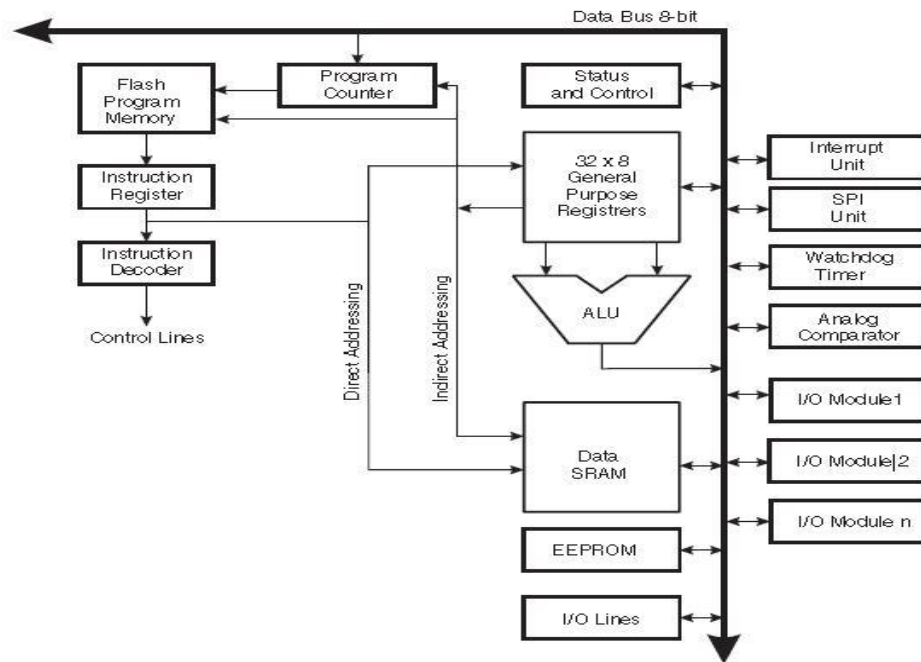 Data Bus 8-bit
Flash
Program
Memory
Program
Counter
Status
and Control
Interrupt
Unit
32 x 8
General
Purpose
Registrers
Instruction
Register
SPI
Unit
Instruction
Decoder
Watchdog
Timer
Control Lines
Direct Addressing
Indirect Addressing
ALU
Analog
Comparator
I/O Module1
Data
SRAM
I/O Module|2
I/O Module n
EEPROM
I/O Lines